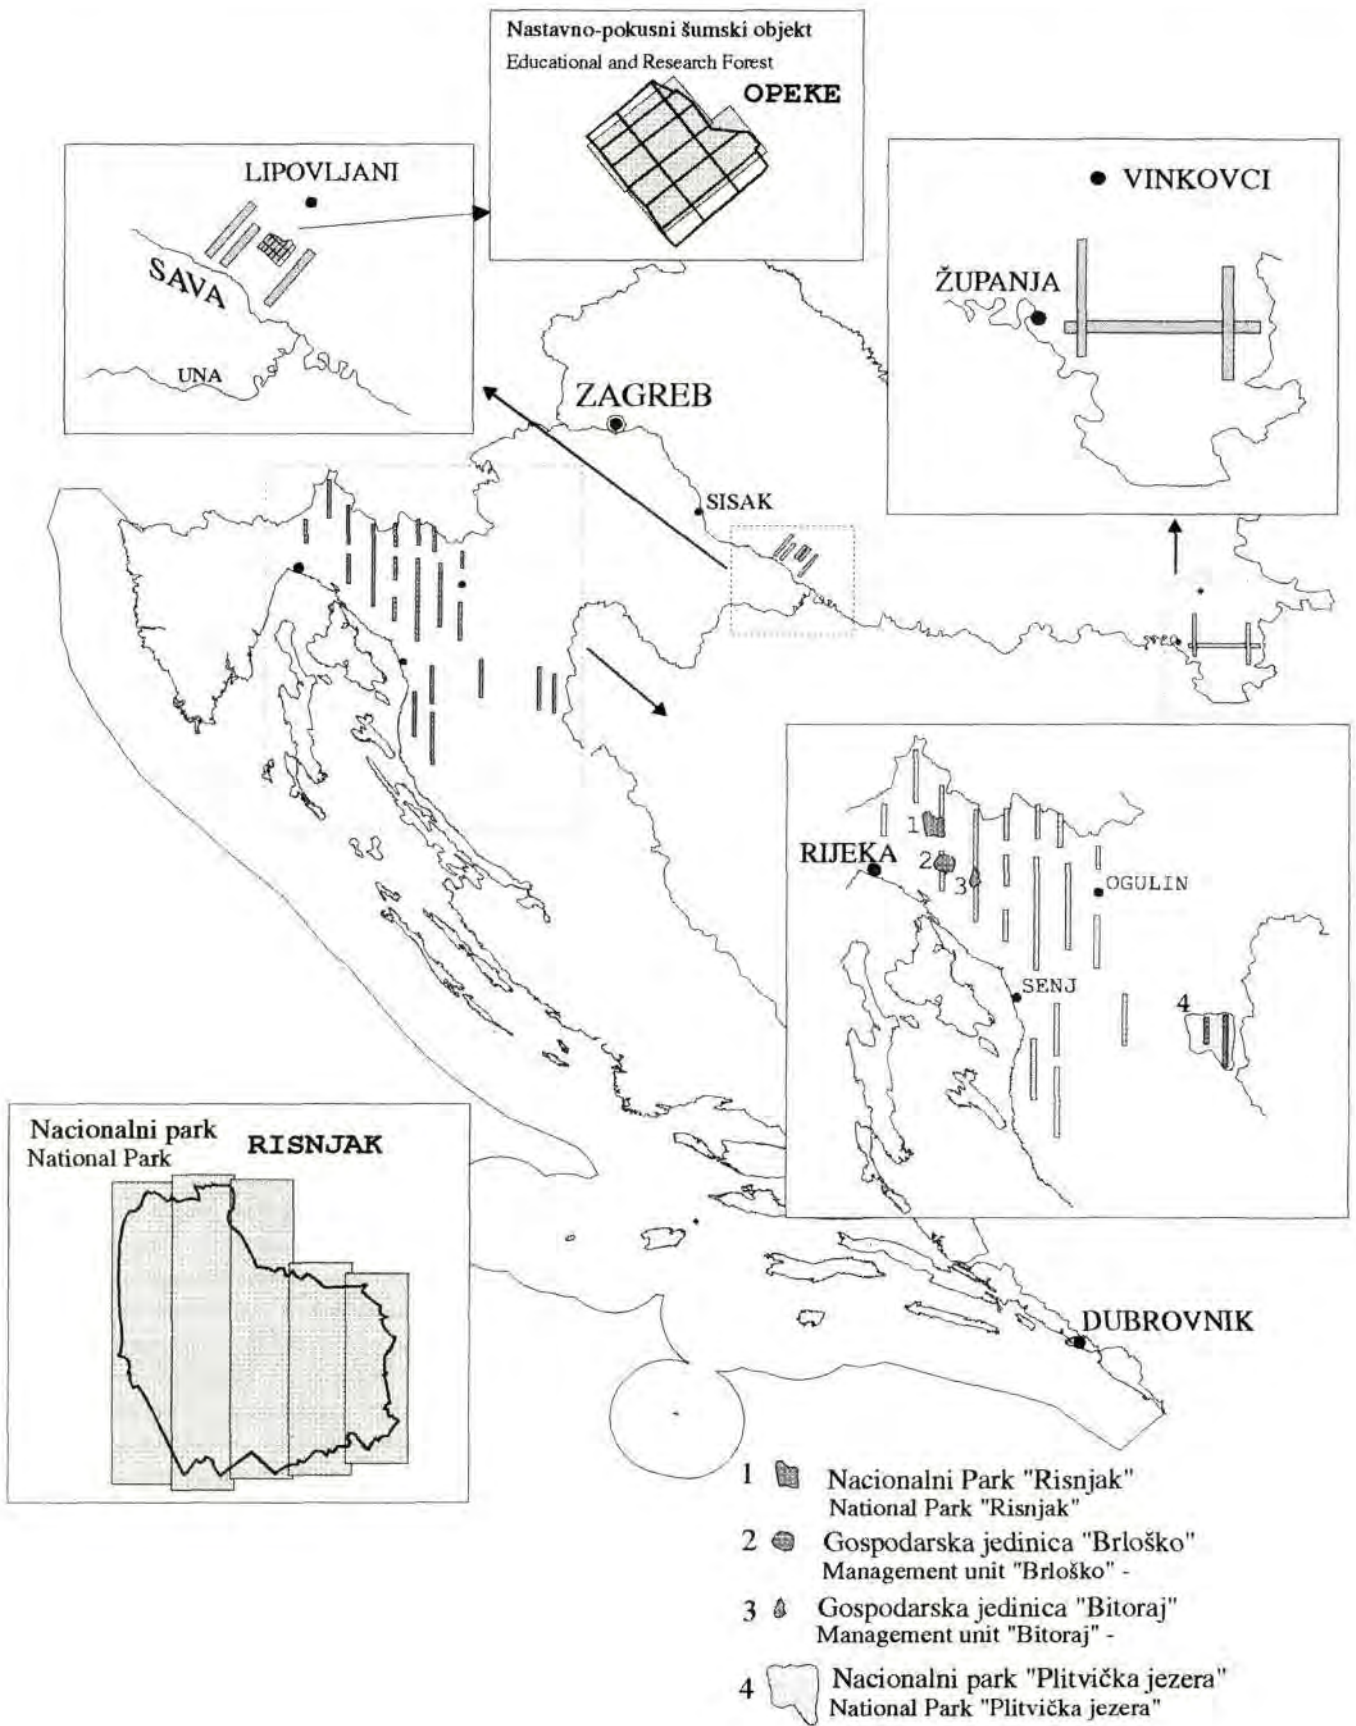 Nastavno-pokusni šumski objekt
Educational and Research Forest
OPEKE
LIPOVLJANI
SAVA
UNA
VINKOVCI
ŽUPANJA
ZAGREB
SISAK
1
RIJEKA
2
3
OGULIN
SENJ
4
Nacionalni park
National Park
RISNJAK
DUBROVNIK
1 Nacionalni Park "Risnjak"
National Park "Risnjak"
2 Gospodarska jedinica "Brloško"
Management unit "Brloško" -
3 Gospodarska jedinica "Bitoraj"
Management unit "Bitoraj" -
4 Nacionalni park "Plitvička jezera"
National Park "Plitvička jezera"